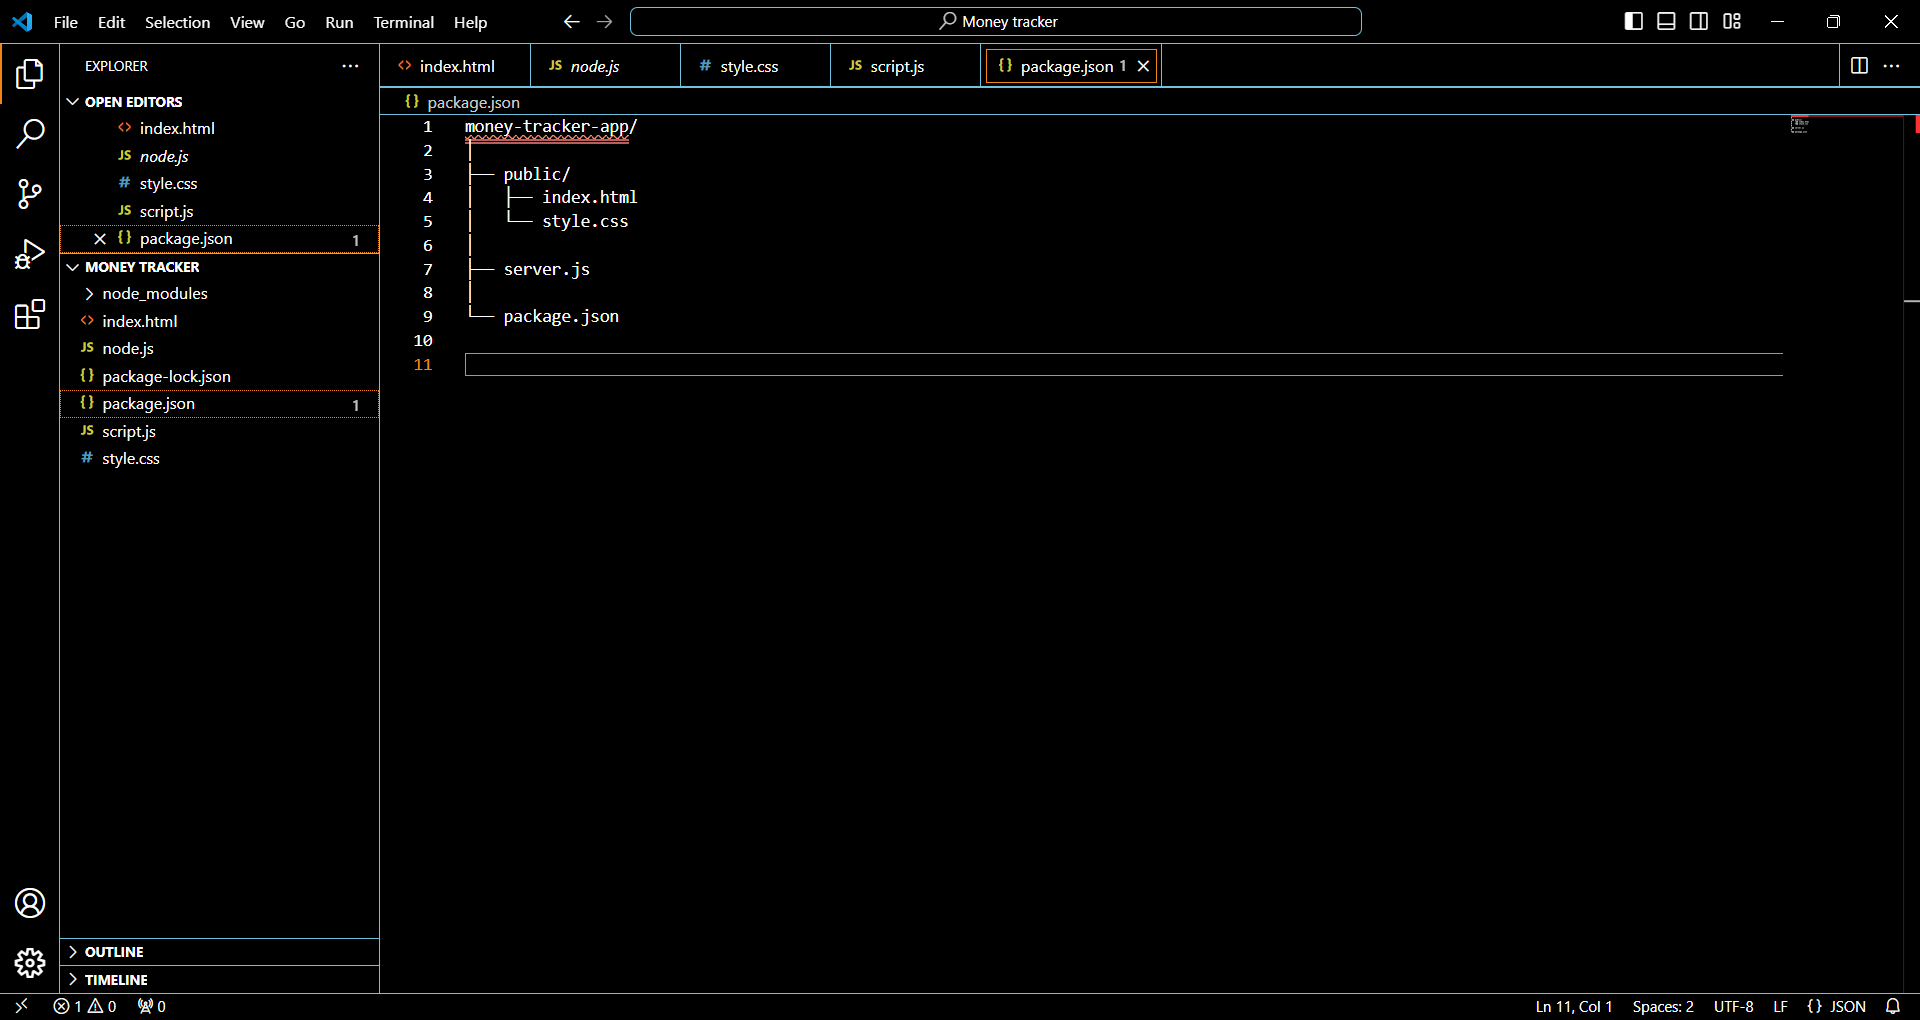 File Edit Selection View Go Run Terminal Help Money tracker
EXPLORER
OPEN EDITORS
index.html
JS node.js
# style.css
JS script.js
{} package.json 1
MONEY TRACKER
node_modules
<> index.html
JS node.js
{} package-lock.json
{} package.json 1
JS script.js
# style.css
OUTLINE
TIMELINE
<> index.html JS node.js # style.css JS script.js {} package.json 1
{} package.json
1 money-tracker-app/
2 │
3 ├── public/
4 │   ├── index.html
5 │   └── style.css
6 │
7 ├── server.js
8 │
9 └── package.json
10
11
1 0 0 Ln 11, Col 1 Spaces: 2 UTF-8 LF {} JSON